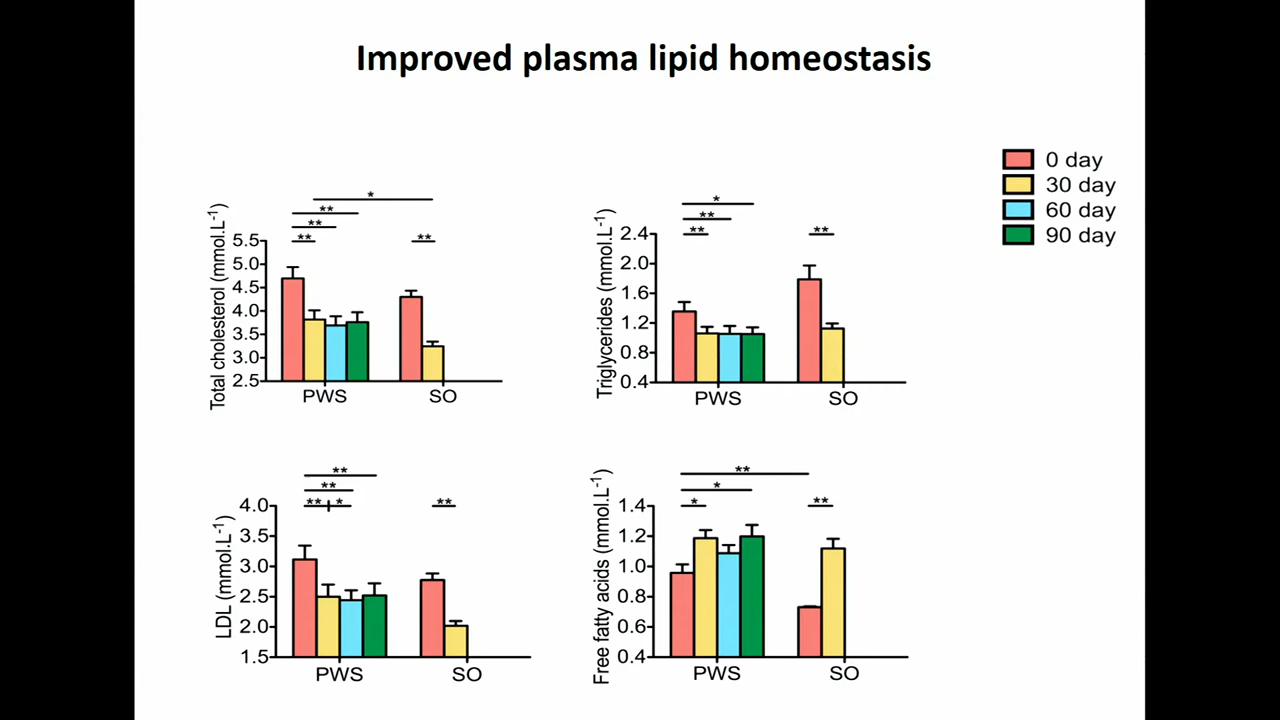 Improved plasma lipid homeostasis
0 day
30 day
60 day
90 day
Total cholesterol (mmol.L-1)
5.5
5.0
4.5
4.0
3.5
3.0
2.5
*
**
**
**
**
PWS
SO
Triglycerides (mmol.L-1)
2.4
2.0
1.6
1.2
0.8
0.4
*
**
**
**
PWS
SO
LDL (mmol.L-1)
4.0
3.5
3.0
2.5
2.0
1.5
**
**
** *
**
PWS
SO
Free fatty acids (mmol.L-1)
1.4
1.2
1.0
0.8
0.6
0.4
**
*
*
**
PWS
SO